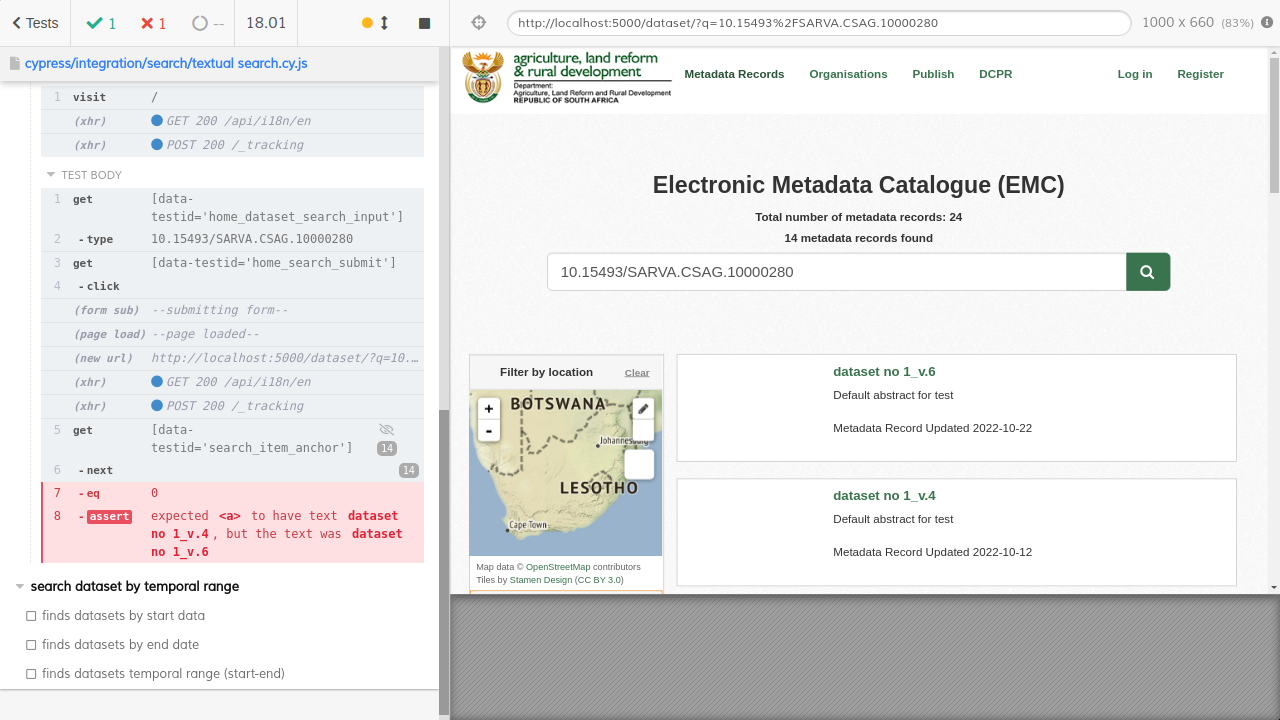 Tests
1
1
--
18.01
http://localhost:5000/dataset/?q=10.15493%2FSARVA.CSAG.10000280
1000 x 660 (83%)
cypress/integration/search/textual search.cy.js
1 visit /
(xhr) GET 200 /api/i18n/en
(xhr) POST 200 /_tracking
TEST BODY
1 get [data-
testid='home_dataset_search_input']
2 -type 10.15493/SARVA.CSAG.10000280
3 get [data-testid='home_search_submit']
4 -click
(form sub) --submitting form--
(page load) --page loaded--
(new url) http://localhost:5000/dataset/?q=10.…
(xhr) GET 200 /api/i18n/en
(xhr) POST 200 /_tracking
5 get [data-
testid='search_item_anchor'] 14
6 -next 14
7 -eq 0
8 -assert expected <a> to have text dataset
no 1_v.4, but the text was dataset
no 1_v.6
search dataset by temporal range
finds datasets by start data
finds datasets by end date
finds datasets temporal range (start-end)
agriculture, land reform
& rural development
Department:
Agriculture, Land Reform and Rural Development
REPUBLIC OF SOUTH AFRICA
Metadata Records
Organisations
Publish
DCPR
Log in
Register
Electronic Metadata Catalogue (EMC)
Total number of metadata records: 24
14 metadata records found
10.15493/SARVA.CSAG.10000280
Filter by location
Clear
+
-
BOTSWANA
Johannesburg
LESOTHO
Cape Town
Map data © OpenStreetMap contributors
Tiles by Stamen Design (CC BY 3.0)
dataset no 1_v.6
Default abstract for test
Metadata Record Updated 2022-10-22
dataset no 1_v.4
Default abstract for test
Metadata Record Updated 2022-10-12